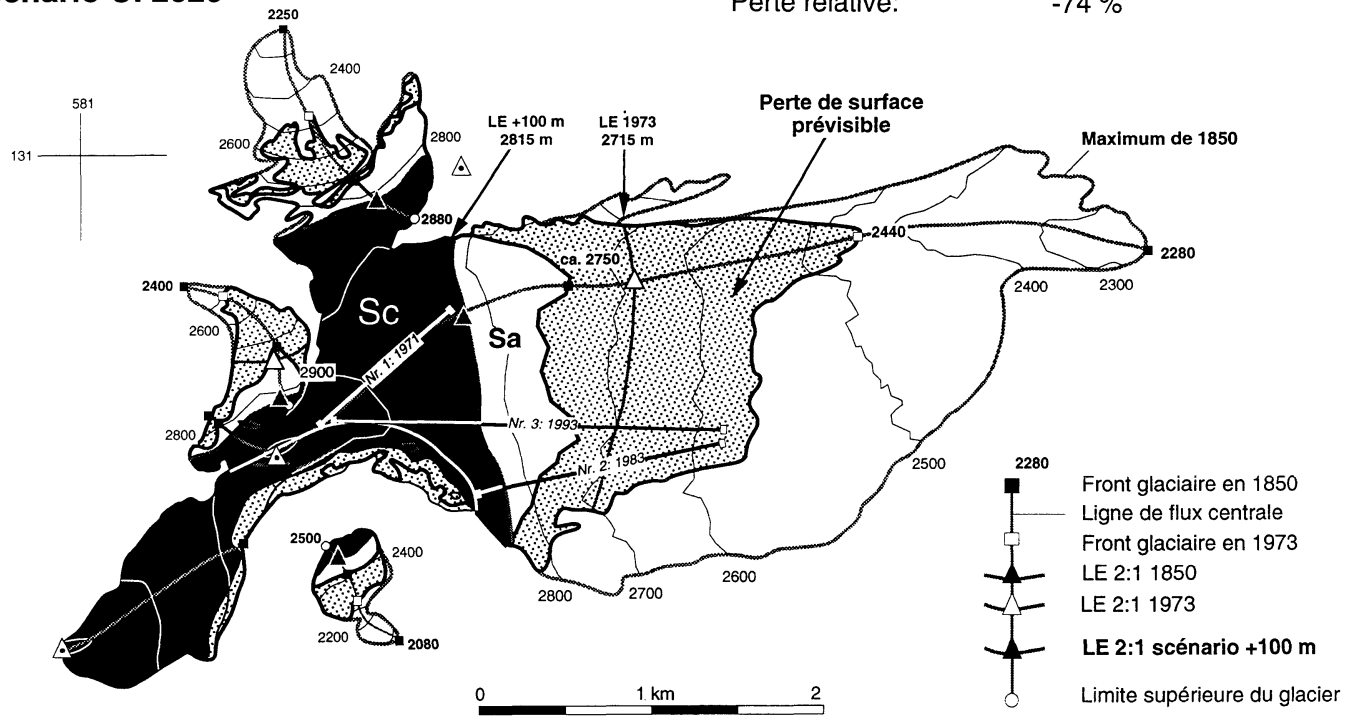 Perte relative: -74 %
2250
2400
581
131
2600
2800
LE +100 m
2815 m
LE 1973
2715 m
Perte de surface
prévisible
Maximum de 1850
2880
2440
2280
ca. 2750
2400
2300
2400
2600
Sc
Sa
Nr. 1: 1971
2900
2800
Nr. 3: 1993
Nr. 2: 1983
2500
2500
2400
2600
2700
2800
2200
2080
2280
Front glaciaire en 1850
Ligne de flux centrale
Front glaciaire en 1973
LE 2:1 1850
LE 2:1 1973
LE 2:1 scénario +100 m
Limite supérieure du glacier
0 1 km 2